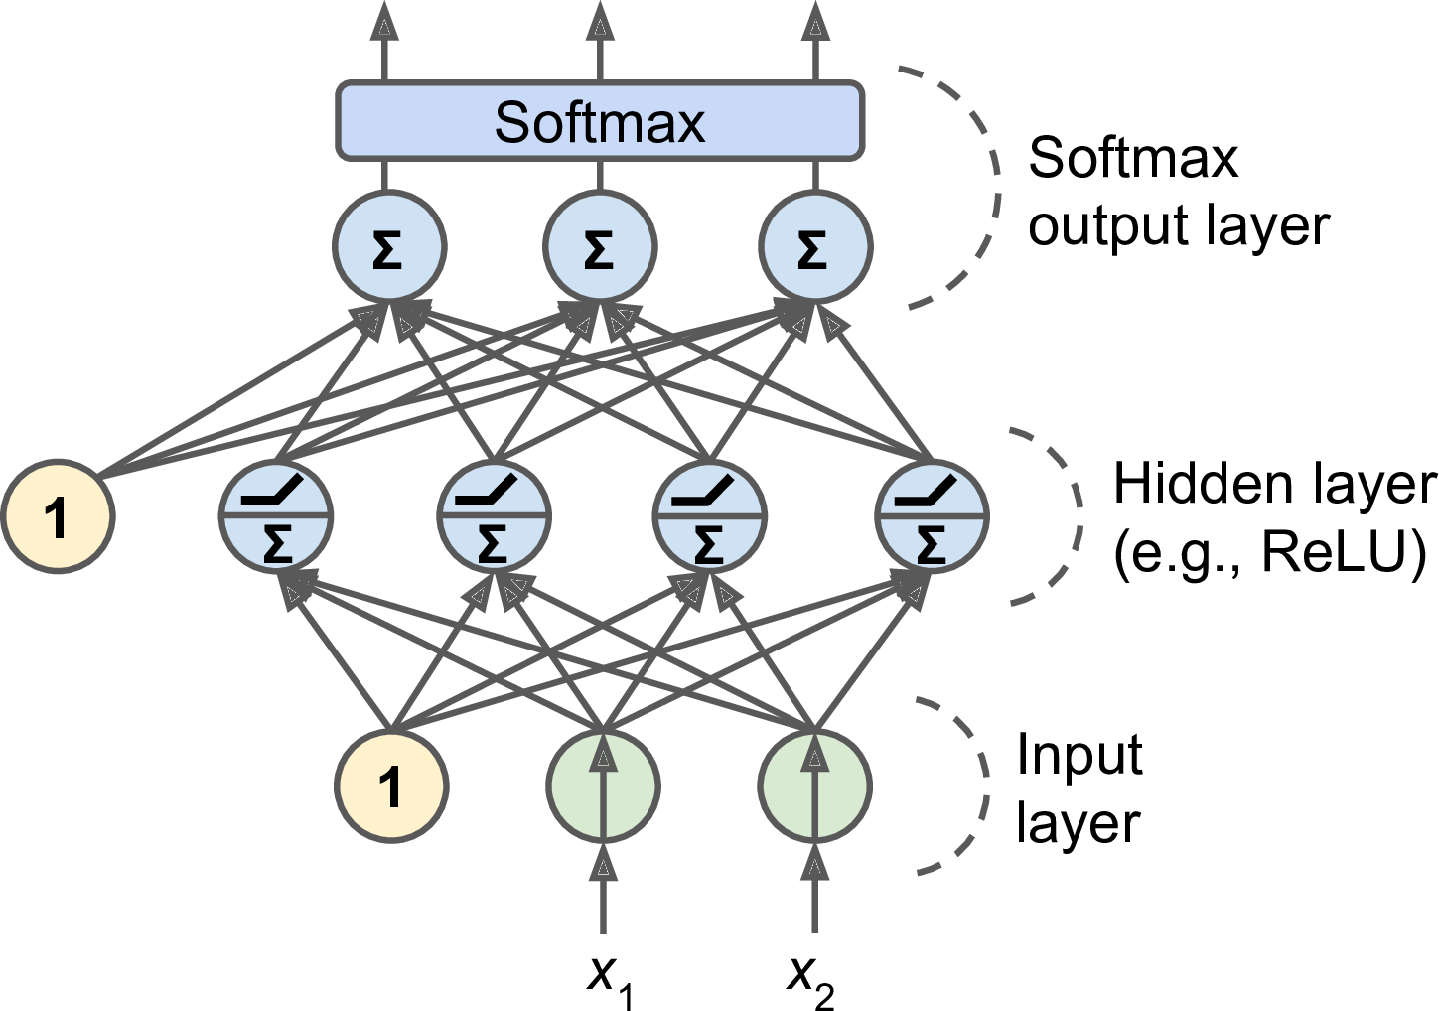 Softmax
Softmax
output layer
Σ Σ Σ
1
Σ Σ Σ Σ
Hidden layer
(e.g., ReLU)
1
Input
layer
x1 x2